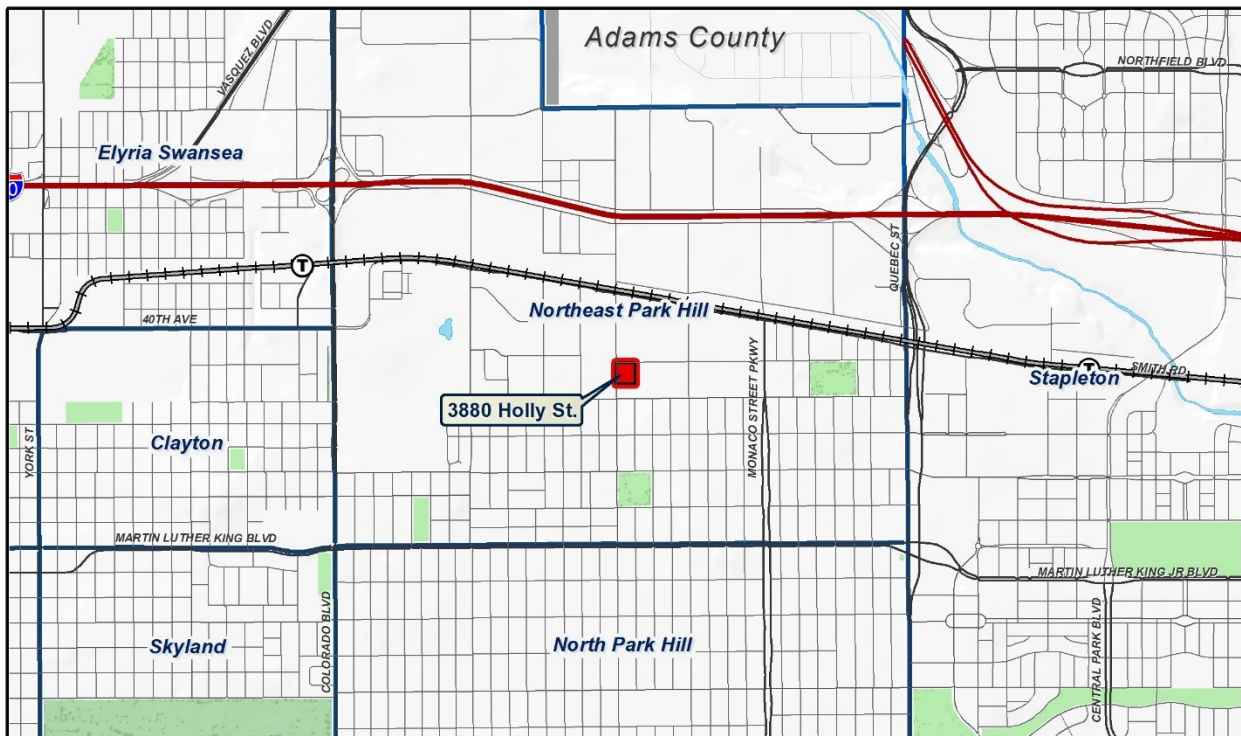 Adams County
VASQUEZ BLVD
NORTHFIELD BLVD
Elyria Swansea
0
T
QUEBEC ST
Northeast Park Hill
40TH AVE
T
SMITH RD
Stapleton
3880 Holly St.
MONACO STREET PKWY
Clayton
YORK ST
MARTIN LUTHER KING BLVD
MARTIN LUTHER KING JR BLVD
COLORADO BLVD
Skyland
North Park Hill
CENTRAL PARK BLVD